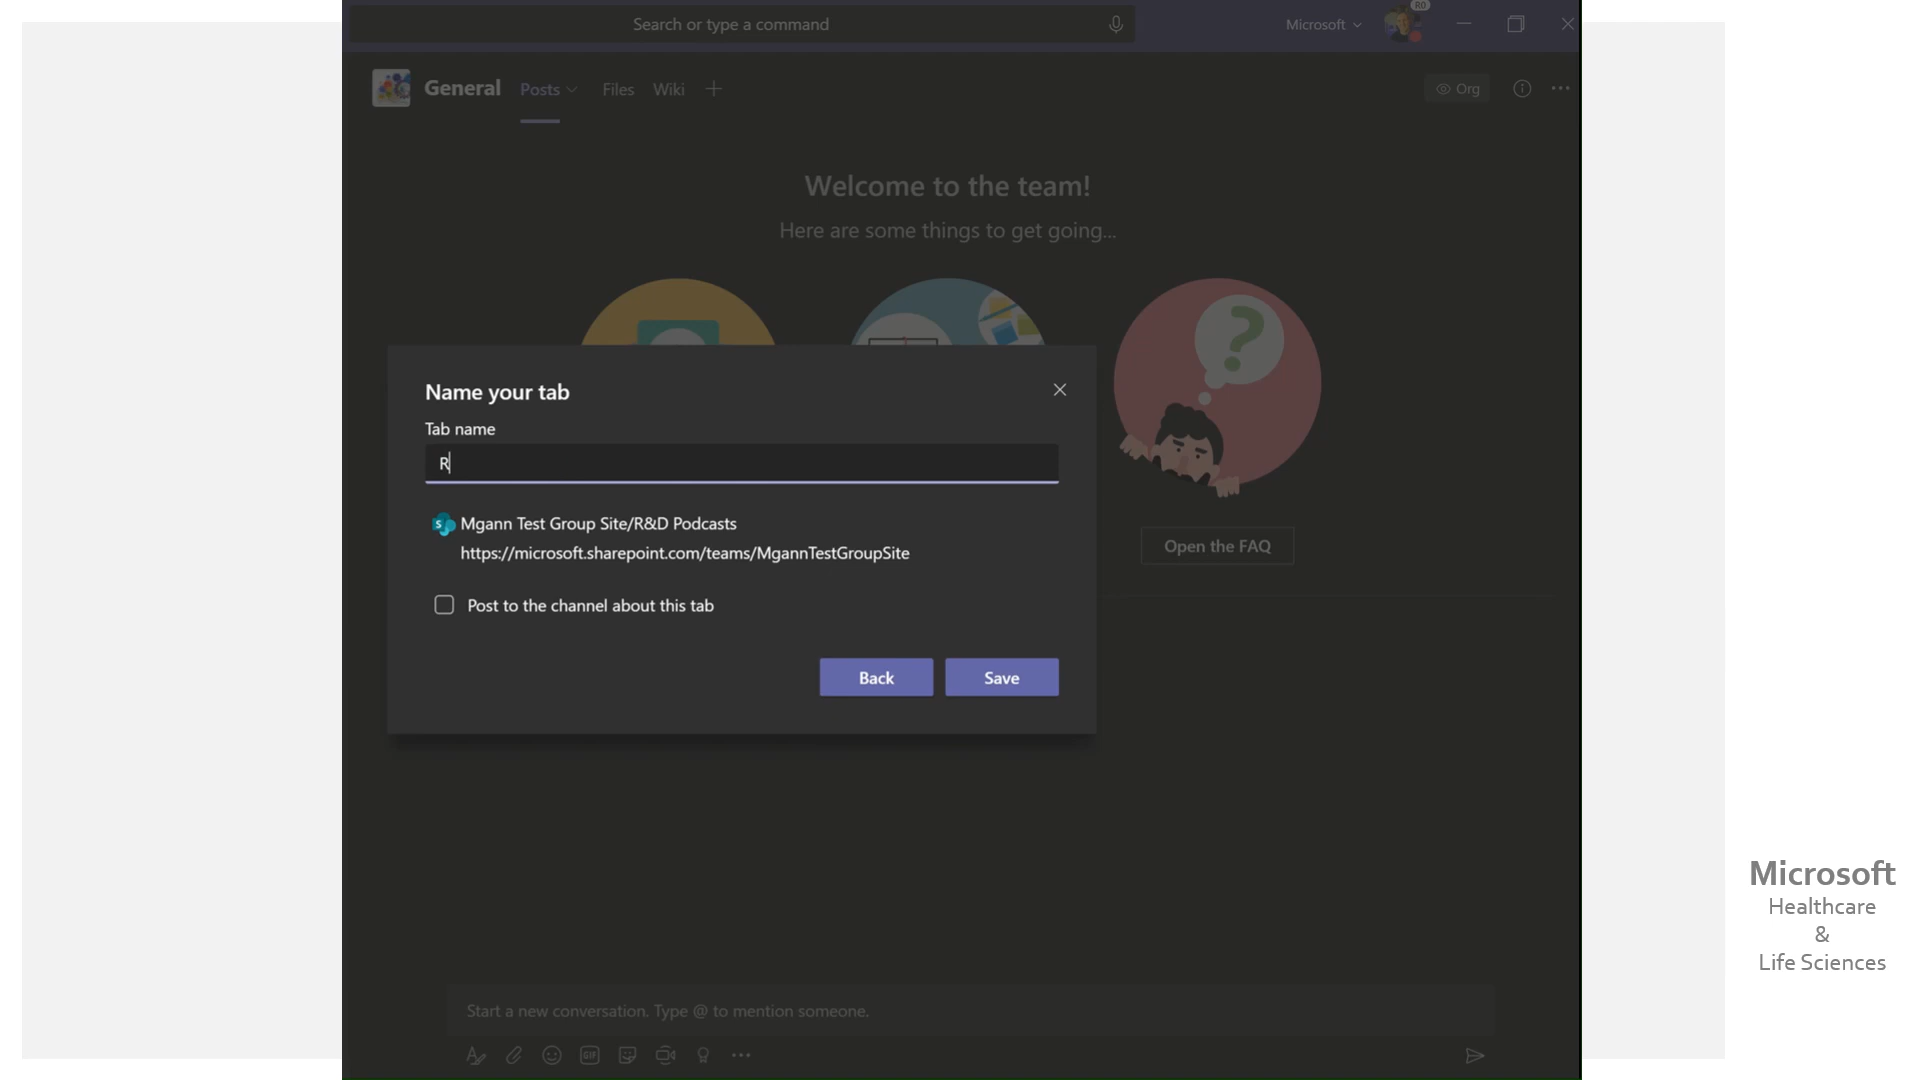 Search or type a command
Microsoft
RO
General
Posts
Files
Wiki
Org
Welcome to the team!
Here are some things to get going...
?
Name your tab
Tab name
R
Mgann Test Group Site/R&D Podcasts
https://microsoft.sharepoint.com/teams/MgannTestGroupSite
Open the FAQ
Post to the channel about this tab
Back
Save
Microsoft
Healthcare
&
Life Sciences
Start a new conversation. Type @ to mention someone.
GIF